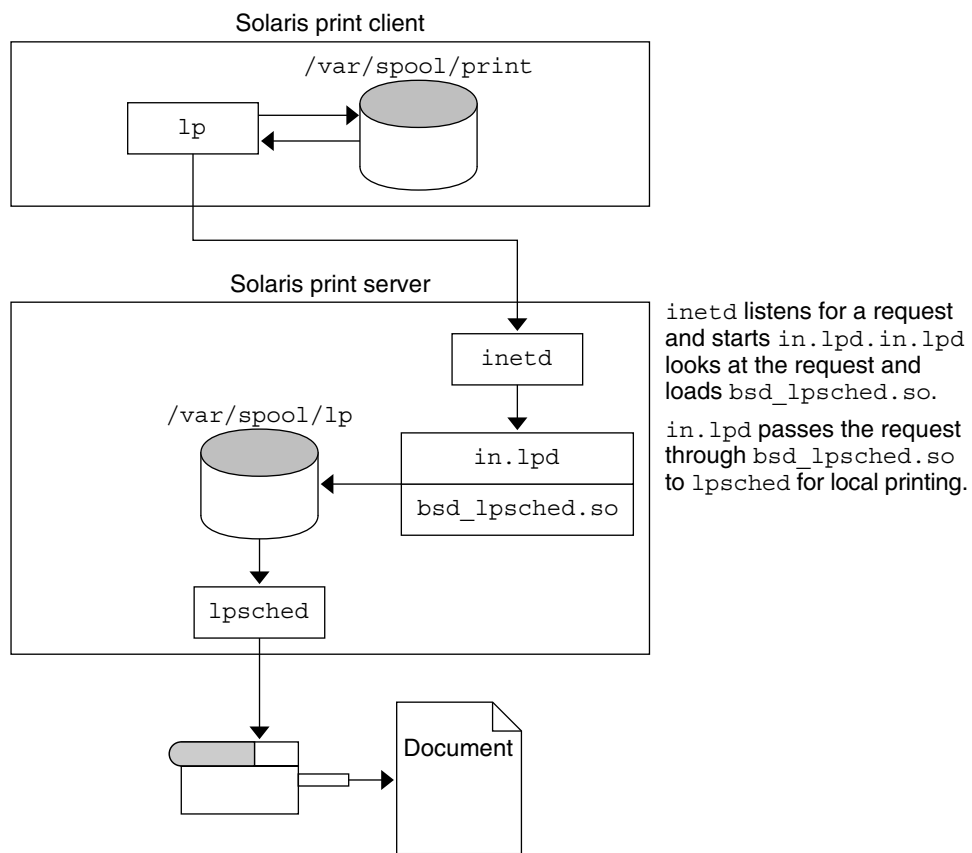 Solaris print client
/var/spool/print
lp
Solaris print server
inetd
/var/spool/lp
in.lpd
bsd_lpsched.so
lpsched
Document
inetd listens for a request
and starts in.lpd.in.lpd
looks at the request and
loads bsd_lpsched.so.
in.lpd passes the request
through bsd_lpsched.so
to lpsched for local printing.